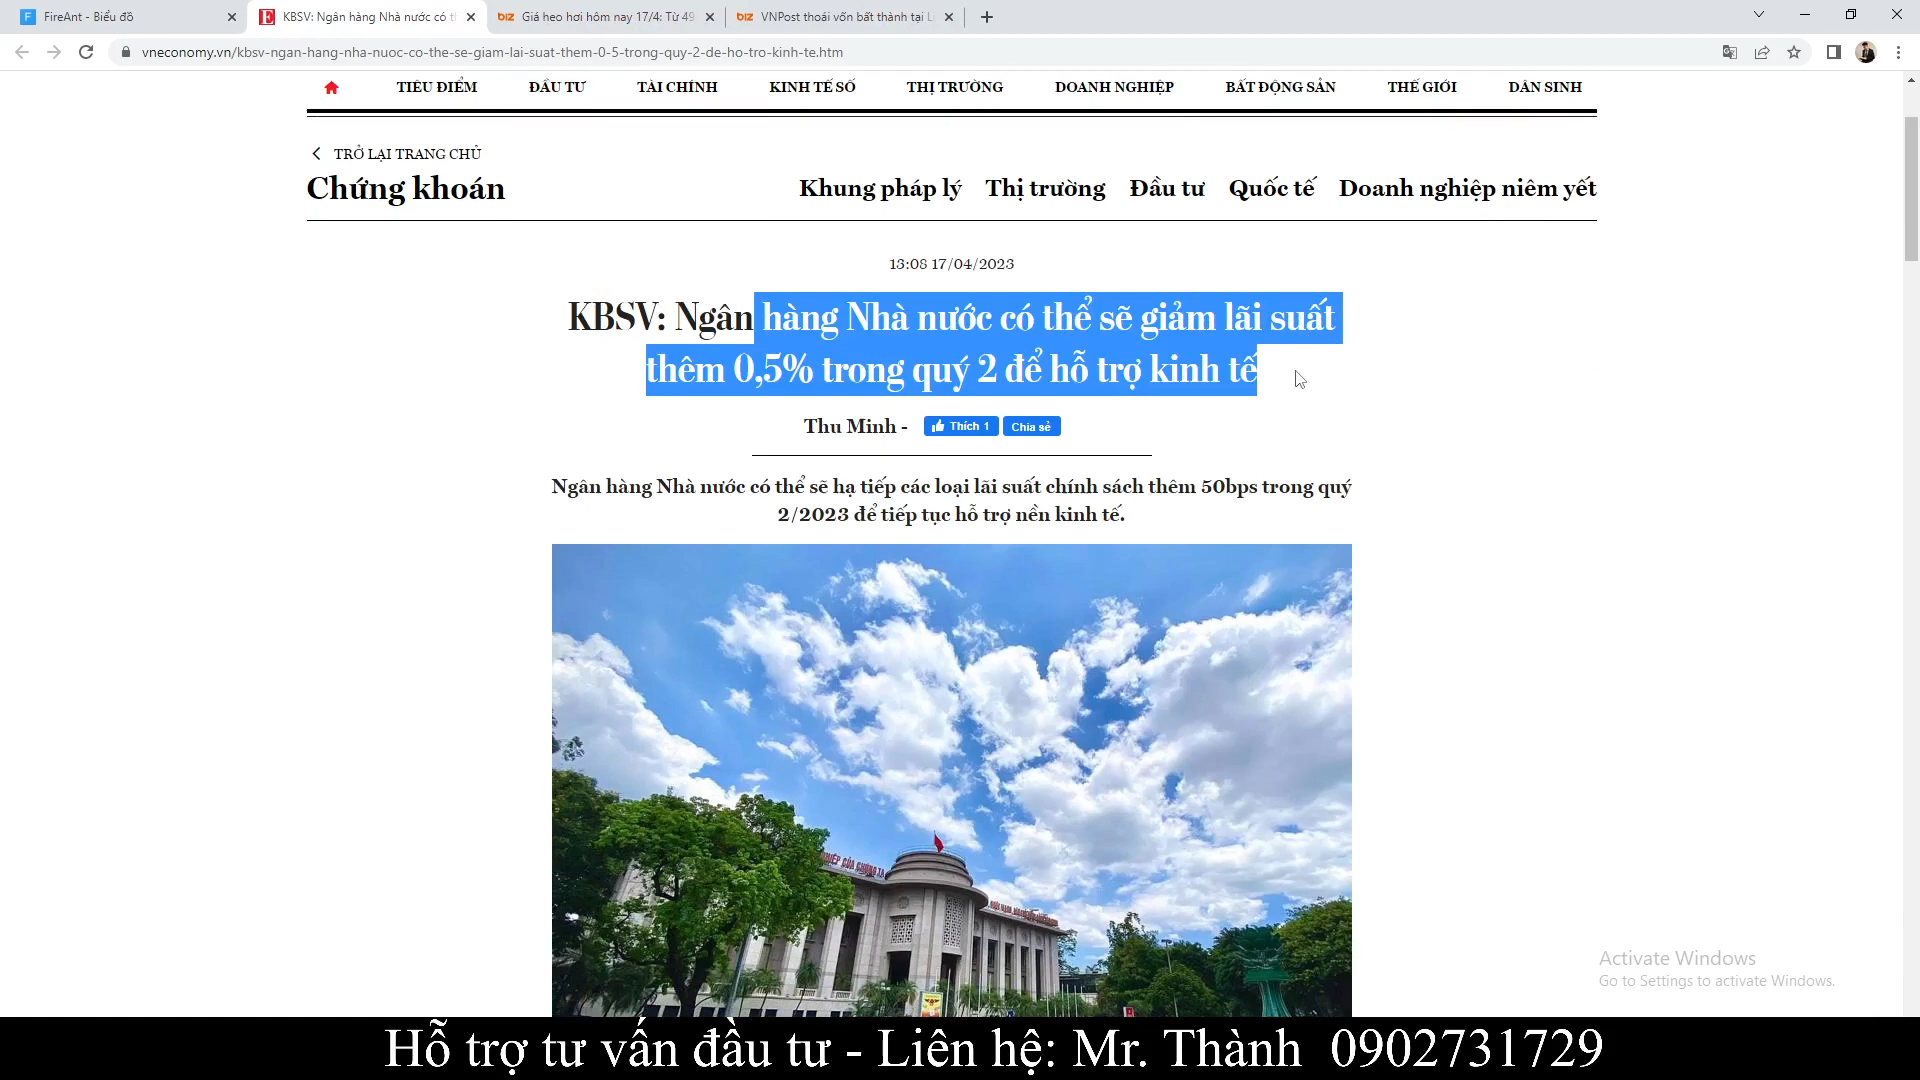 FireAnt - Biểu đồ
KBSV: Ngân hàng Nhà nước có th
Giá heo hơi hôm nay 17/4: Từ 49
VNPost thoái vốn bất thành tại L
vneconomy.vn/kbsv-ngan-hang-nha-nuoc-co-the-se-giam-lai-suat-them-0-5-trong-quy-2-de-ho-tro-kinh-te.htm
TIÊU ĐIỂM ĐẦU TƯ TÀI CHÍNH KINH TẾ SỐ THỊ TRƯỜNG DOANH NGHIỆP BẤT ĐỘNG SẢN THẾ GIỚI DÂN SINH
TRỞ LẠI TRANG CHỦ
Chứng khoán
Khung pháp lý Thị trường Đầu tư Quốc tế Doanh nghiệp niêm yết
13:08 17/04/2023
KBSV: Ngân hàng Nhà nước có thể sẽ giảm lãi suất
thêm 0,5% trong quý 2 để hỗ trợ kinh tế
Thu Minh -
Thích 1
Chia sẻ
Ngân hàng Nhà nước có thể sẽ hạ tiếp các loại lãi suất chính sách thêm 50bps trong quý
2/2023 để tiếp tục hỗ trợ nền kinh tế.
Activate Windows
Go to Settings to activate Windows.
Hỗ trợ tư vấn đầu tư - Liên hệ: Mr. Thành 0902731729